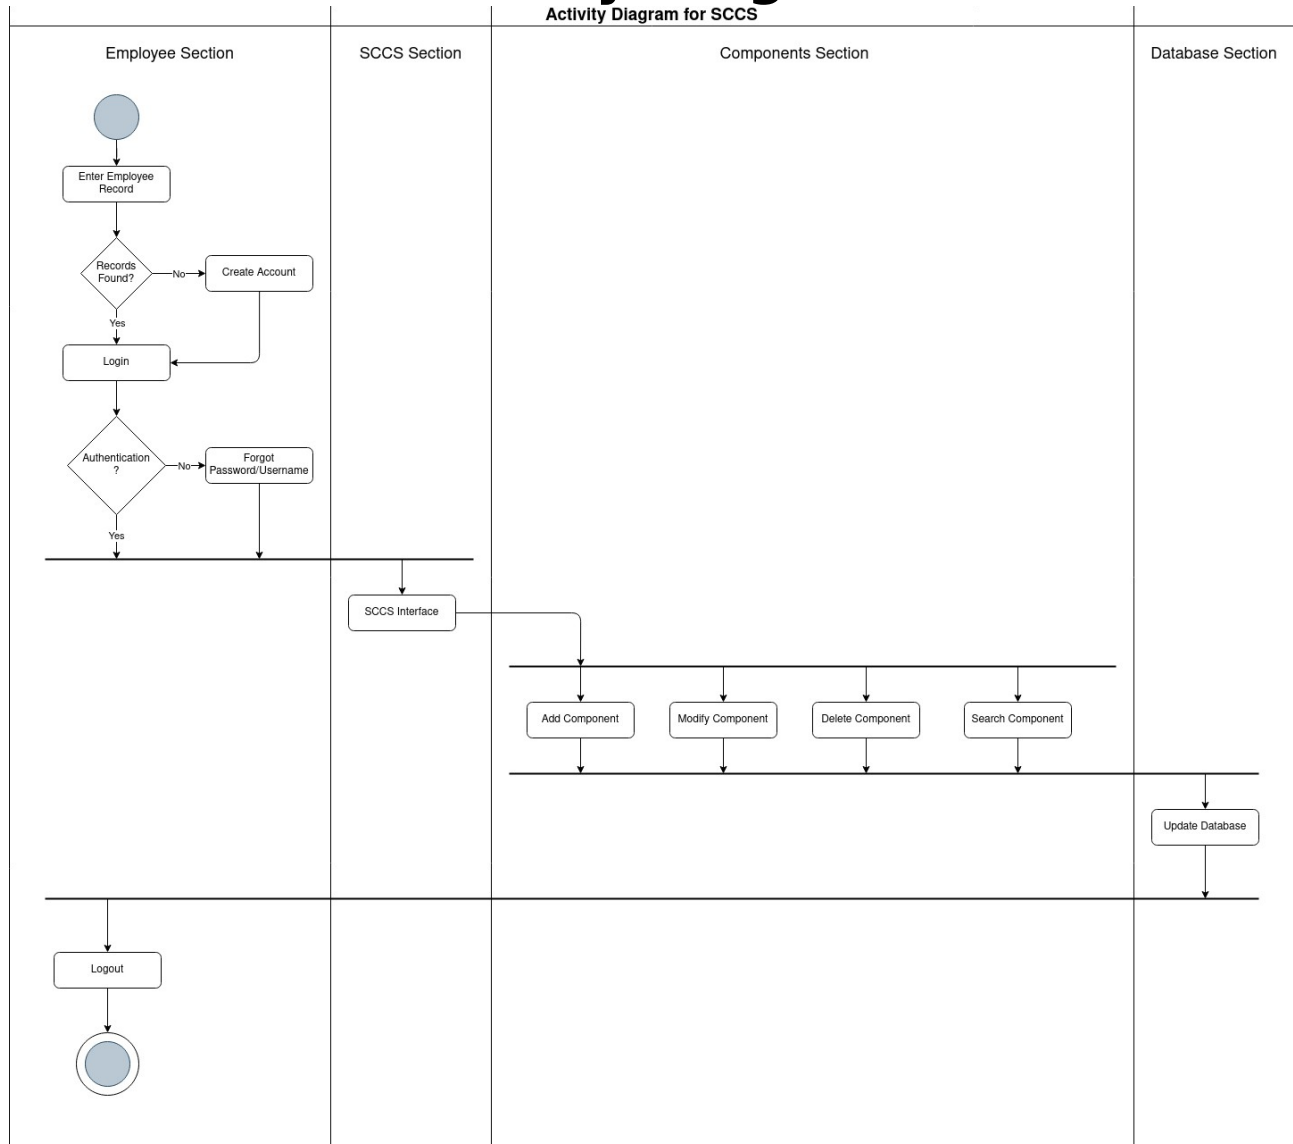 Activity Diagram for SCCS
Employee Section
SCCS Section
Components Section
Database Section
Enter Employee
Record
Records
Found?
No
Create Account
Yes
Login
Authentication
?
No
Forgot
Password/Username
Yes
SCCS Interface
Add Component
Modify Component
Delete Component
Search Component
Update Database
Logout